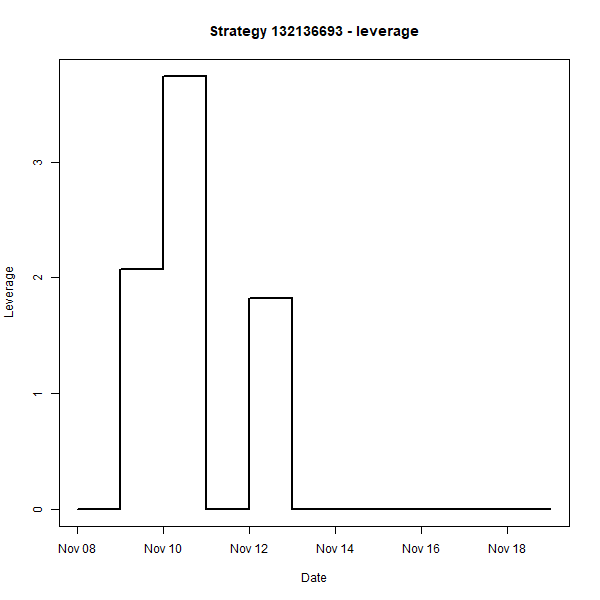 Strategy 132136693 - leverage
Leverage
3
2
1
0
Nov 08 Nov 10 Nov 12 Nov 14 Nov 16 Nov 18
Date